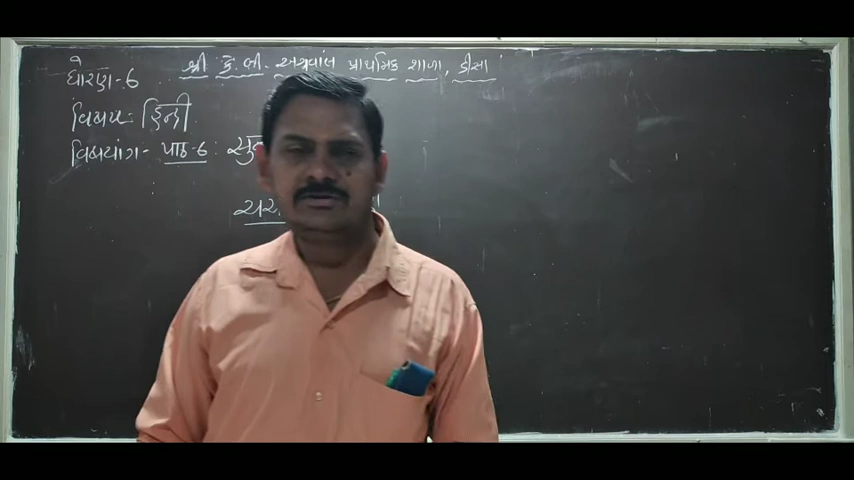 શ્રી કે. બી. અગ્રવાલ પ્રાથમિક શાળા, ડીસા
ધોરણ-6
વિષય: हिन्दी
વિષયાંગ- પાઠ-6: